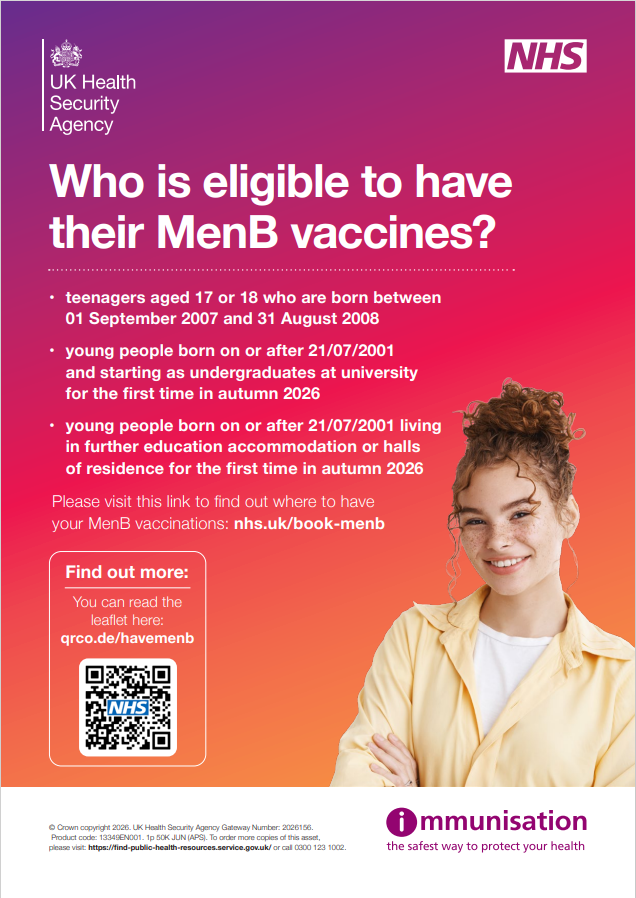 UK Health
Security
Agency
NHS
Who is eligible to have
their MenB vaccines?
• teenagers aged 17 or 18 who are born between
01 September 2007 and 31 August 2008
• young people born on or after 21/07/2001
and starting as undergraduates at university
for the first time in autumn 2026
• young people born on or after 21/07/2001 living
in further education accommodation or halls
of residence for the first time in autumn 2026
Please visit this link to find out where to have
your MenB vaccinations: nhs.uk/book-menb
Find out more:
You can read the
leaflet here:
qrco.de/havemenb
NHS
© Crown copyright 2026. UK Health Security Agency Gateway Number: 2026156.
Product code: 13349EN001. 1p 50K JUN (APS). To order more copies of this asset,
please visit: https://find-public-health-resources.service.gov.uk/ or call 0300 123 1002.
immunisation
the safest way to protect your health